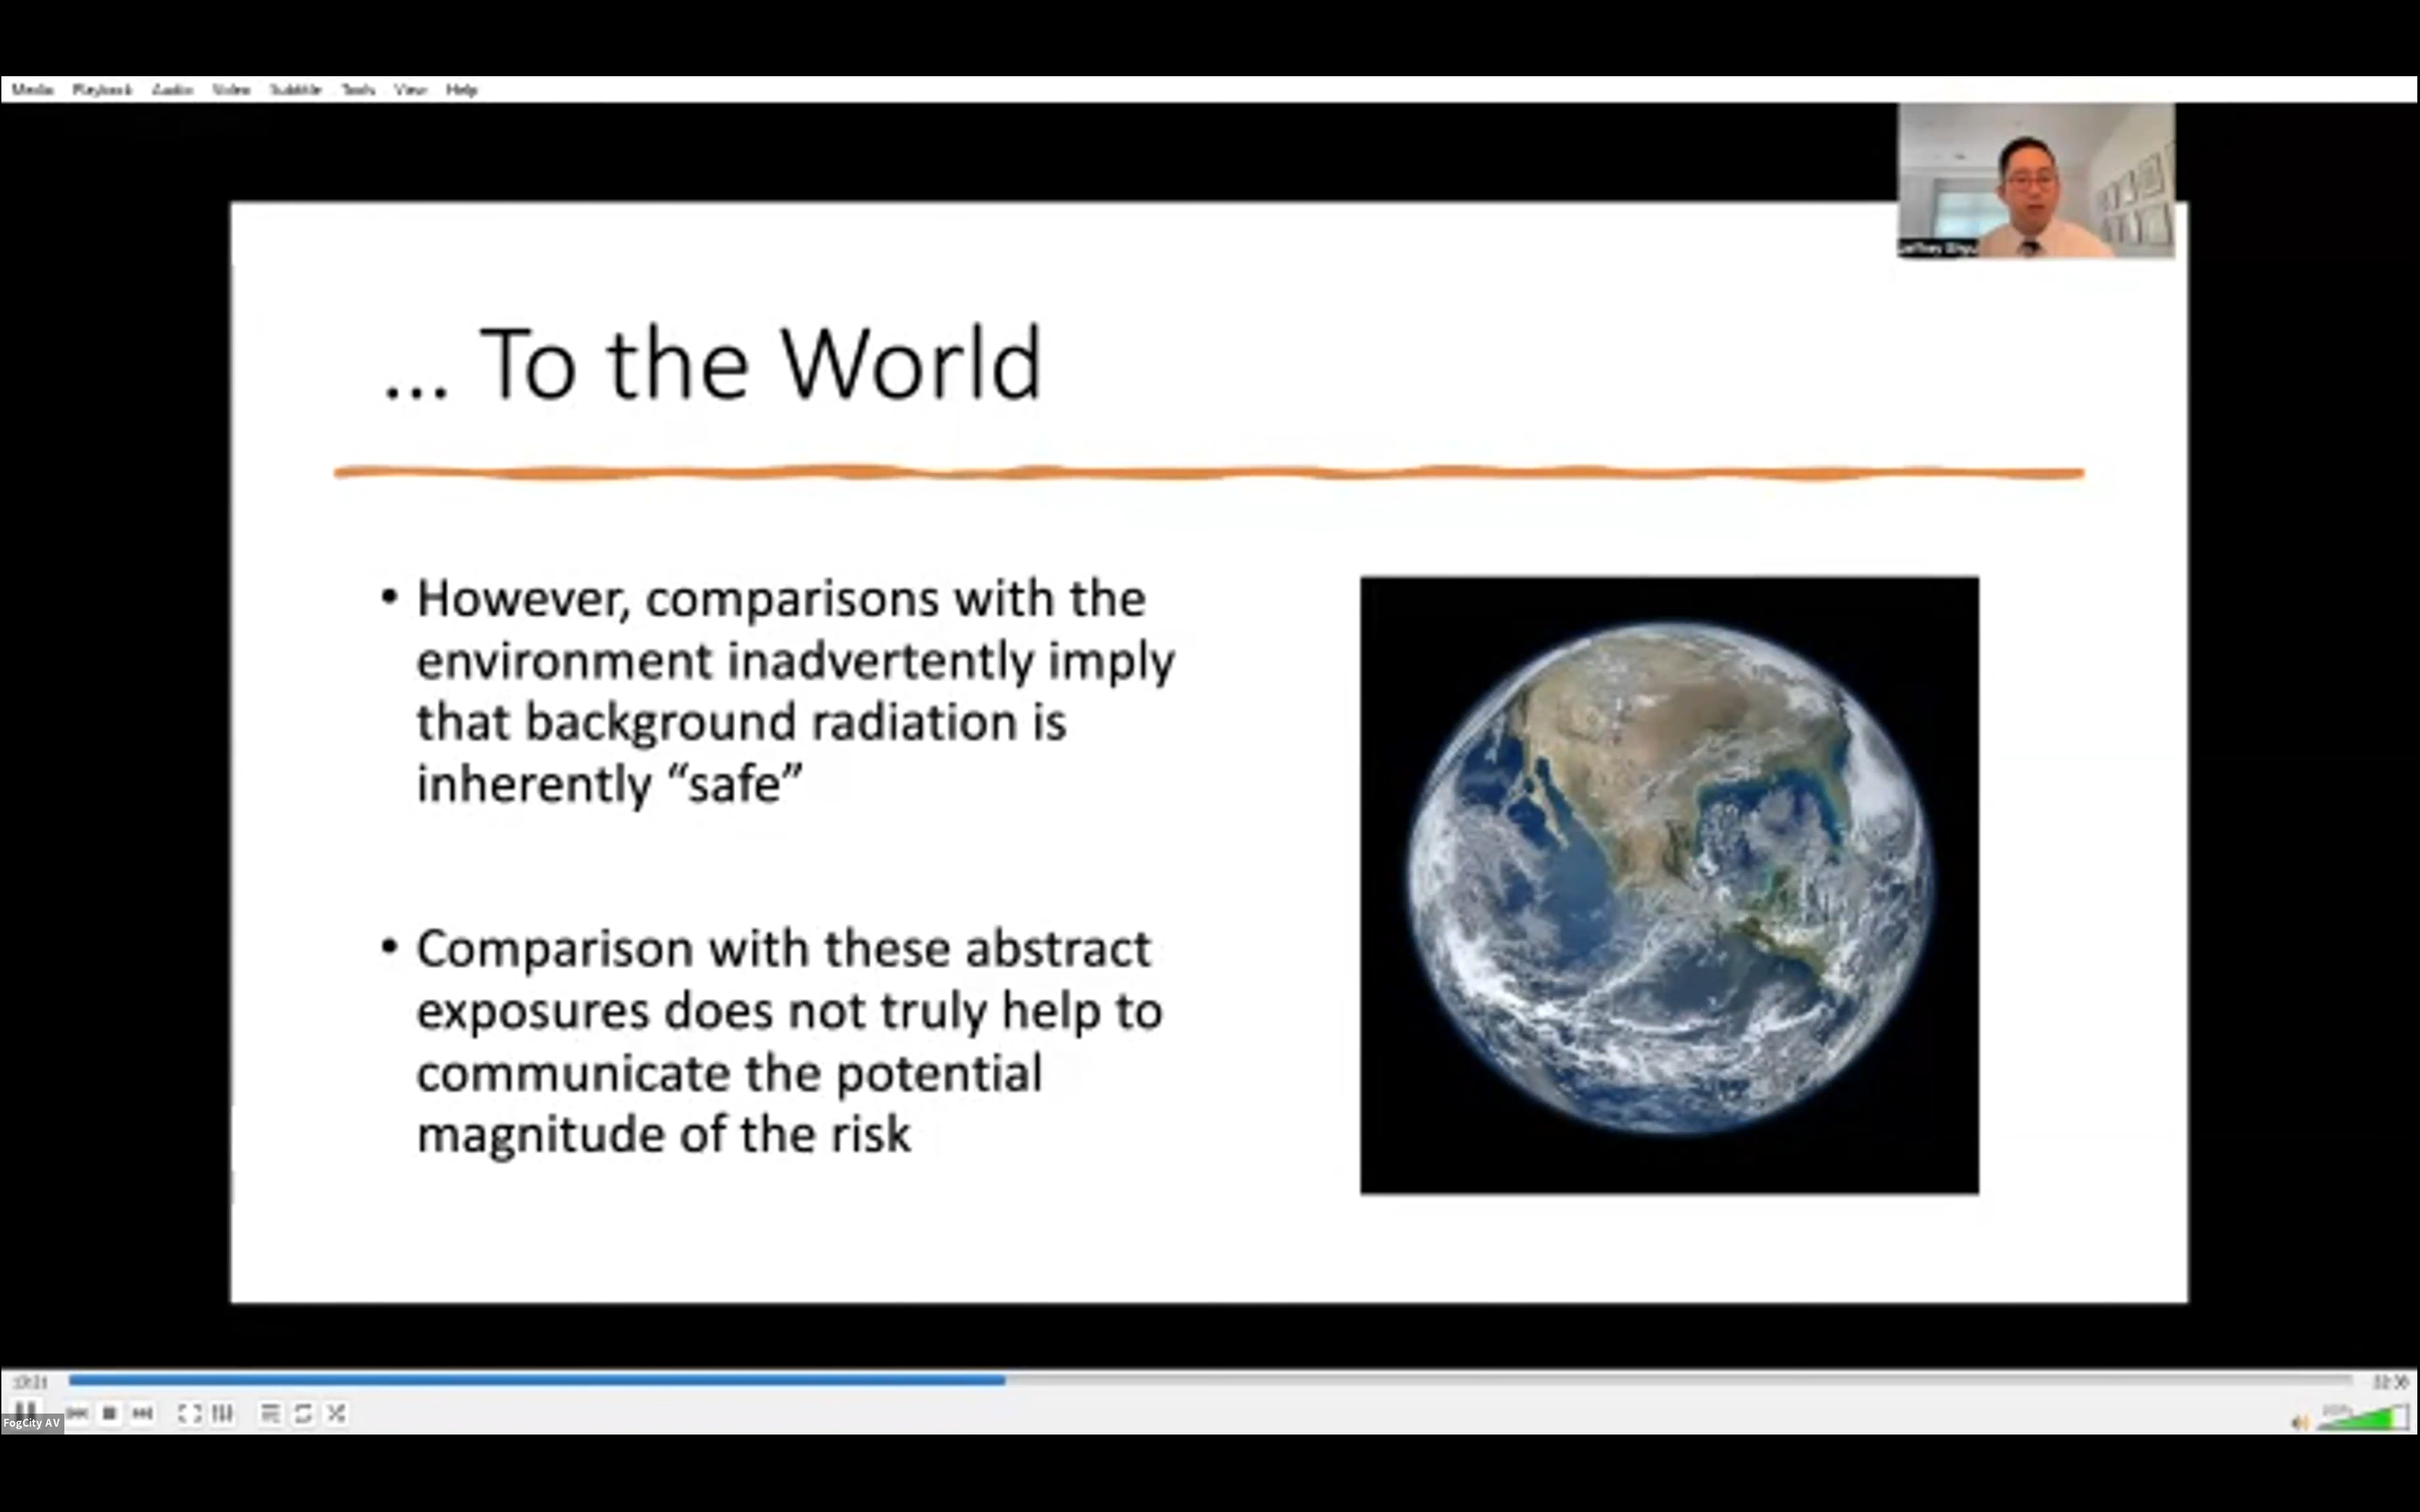 Media Playback Audio Video Subtitle Tools View Help
... To the World
• However, comparisons with the
environment inadvertently imply
that background radiation is
inherently “safe”
• Comparison with these abstract
exposures does not truly help to
communicate the potential
magnitude of the risk
FogCity AV